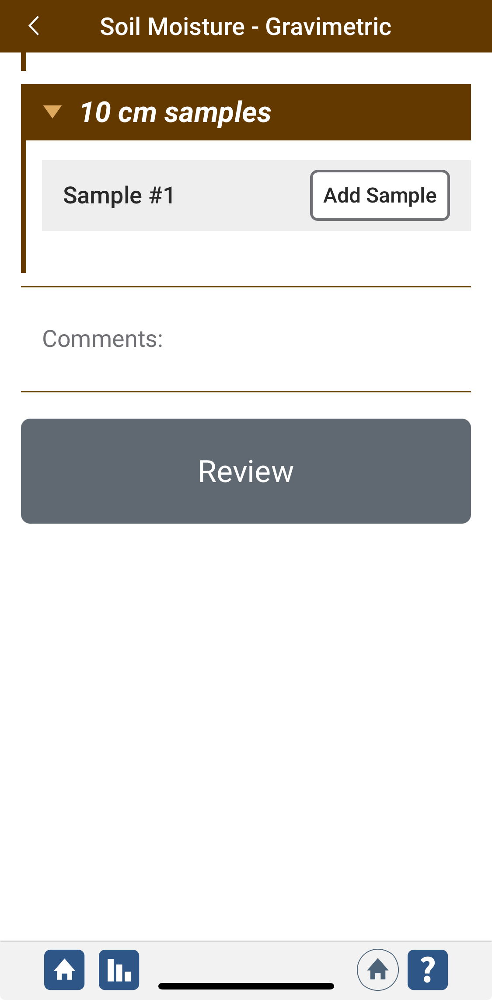 Soil Moisture - Gravimetric
10 cm samples
Sample #1
Add Sample
Comments:
Review
?